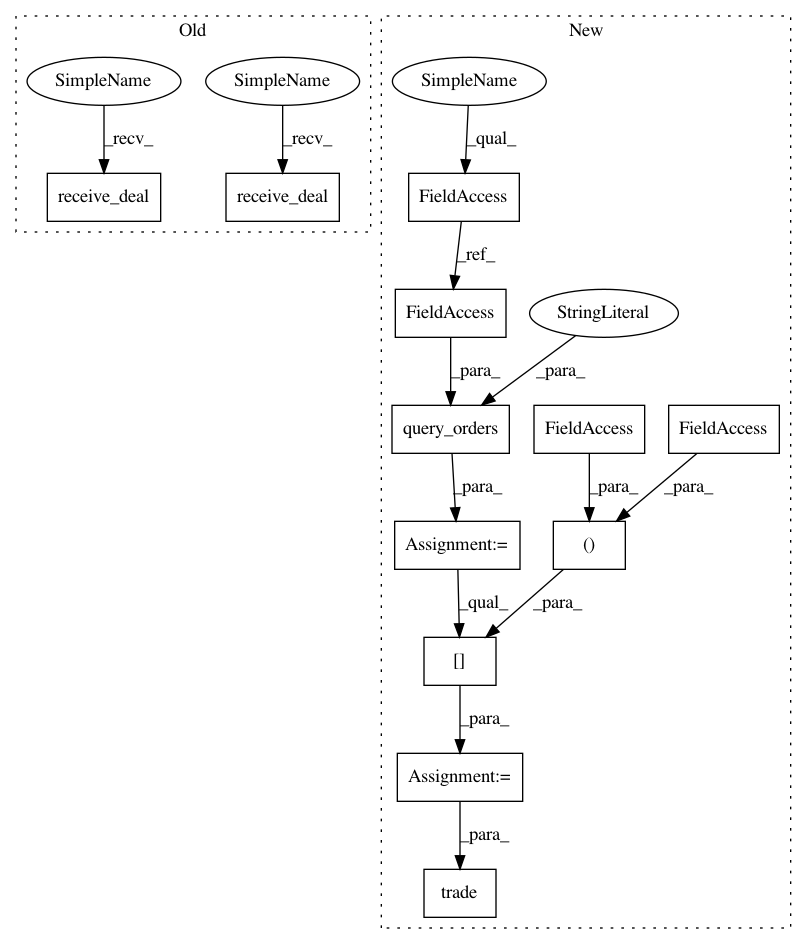 Old
New
SimpleName
SimpleName
SimpleName
_recv_
_recv_
_qual_
receive_deal
receive_deal
FieldAccess
_ref_
FieldAccess
StringLiteral
_para_
_para_
query_orders
FieldAccess
FieldAccess
_para_
_para_
_para_
Assignment:=
()
_qual_
_para_
[]
_para_
Assignment:=
_para_
trade